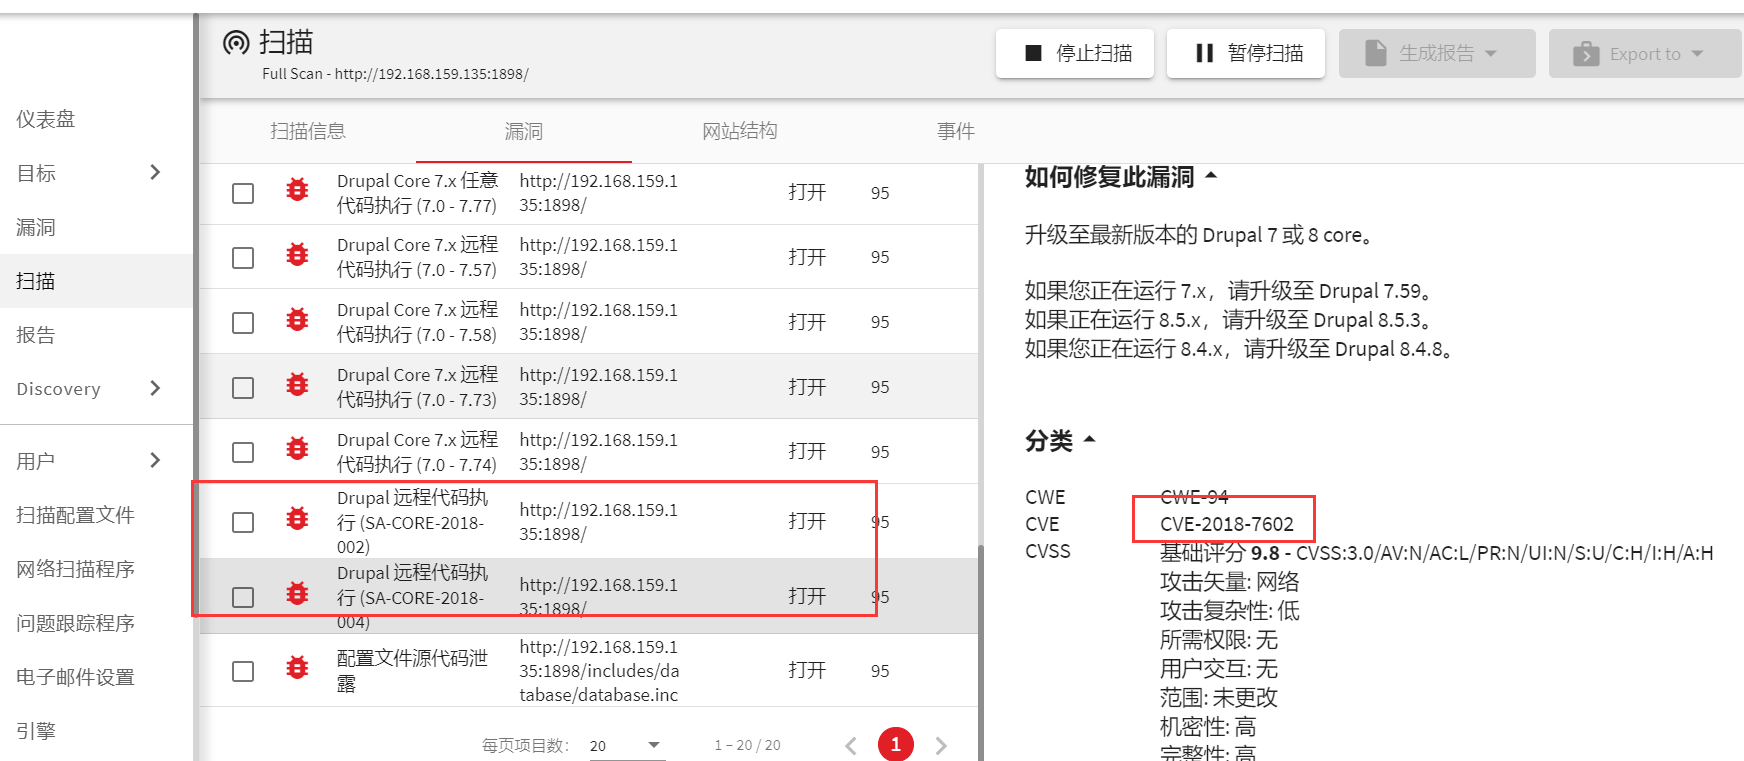 扫描
Full Scan - http://192.168.159.135:1898/
停止扫描
暂停扫描
生成报告
Export to
仪表盘
目标
漏洞
扫描
报告
Discovery
用户
扫描配置文件
网络扫描程序
问题跟踪程序
电子邮件设置
引擎
扫描信息
漏洞
网站结构
事件
Drupal Core 7.x 任意
代码执行 (7.0 - 7.77)
http://192.168.159.1
35:1898/
打开
95
Drupal Core 7.x 远程
代码执行 (7.0 - 7.57)
http://192.168.159.1
35:1898/
打开
95
Drupal Core 7.x 远程
代码执行 (7.0 - 7.58)
http://192.168.159.1
35:1898/
打开
95
Drupal Core 7.x 远程
代码执行 (7.0 - 7.73)
http://192.168.159.1
35:1898/
打开
95
Drupal Core 7.x 远程
代码执行 (7.0 - 7.74)
http://192.168.159.1
35:1898/
打开
95
Drupal 远程代码执
行 (SA-CORE-2018-
002)
http://192.168.159.1
35:1898/
打开
95
Drupal 远程代码执
行 (SA-CORE-2018-
004)
http://192.168.159.1
35:1898/
打开
95
配置文件源代码泄
露
http://192.168.159.1
35:1898/includes/da
tabase/database.inc
打开
95
每页项目数:
20
1 – 20 / 20
1
如何修复此漏洞
升级至最新版本的 Drupal 7 或 8 core。
如果您正在运行 7.x，请升级至 Drupal 7.59。
如果正在运行 8.5.x，请升级至 Drupal 8.5.3。
如果您正在运行 8.4.x，请升级至 Drupal 8.4.8。
分类
CWE
CWE-94
CVE
CVE-2018-7602
CVSS
基础评分 9.8 - CVSS:3.0/AV:N/AC:L/PR:N/UI:N/S:U/C:H/I:H/A:H
攻击矢量: 网络
攻击复杂性: 低
所需权限: 无
用户交互: 无
范围: 未更改
机密性: 高
完整性: 高